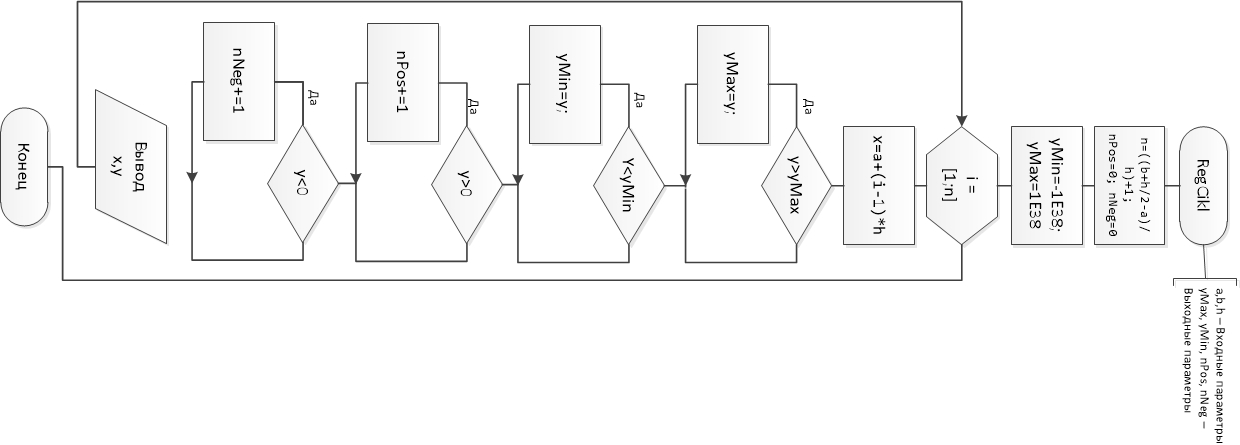 RegCikl
a,b,h – Входные параметры
yMax, yMin, nPos, nNeg –
Выходные параметры
n=((b+h/2-a)/
h)+1;
nPos=0; nNeg=0
yMin=-1E38;
yMax=1E38
i =
[1;n]
x=a+(i-1)*h
y>yMax
Да
yMax=y;
Y<yMin
Да
yMin=y;
y>0
Да
nPos+=1
y<0
Да
nNeg+=1
Вывод
x,y
Конец